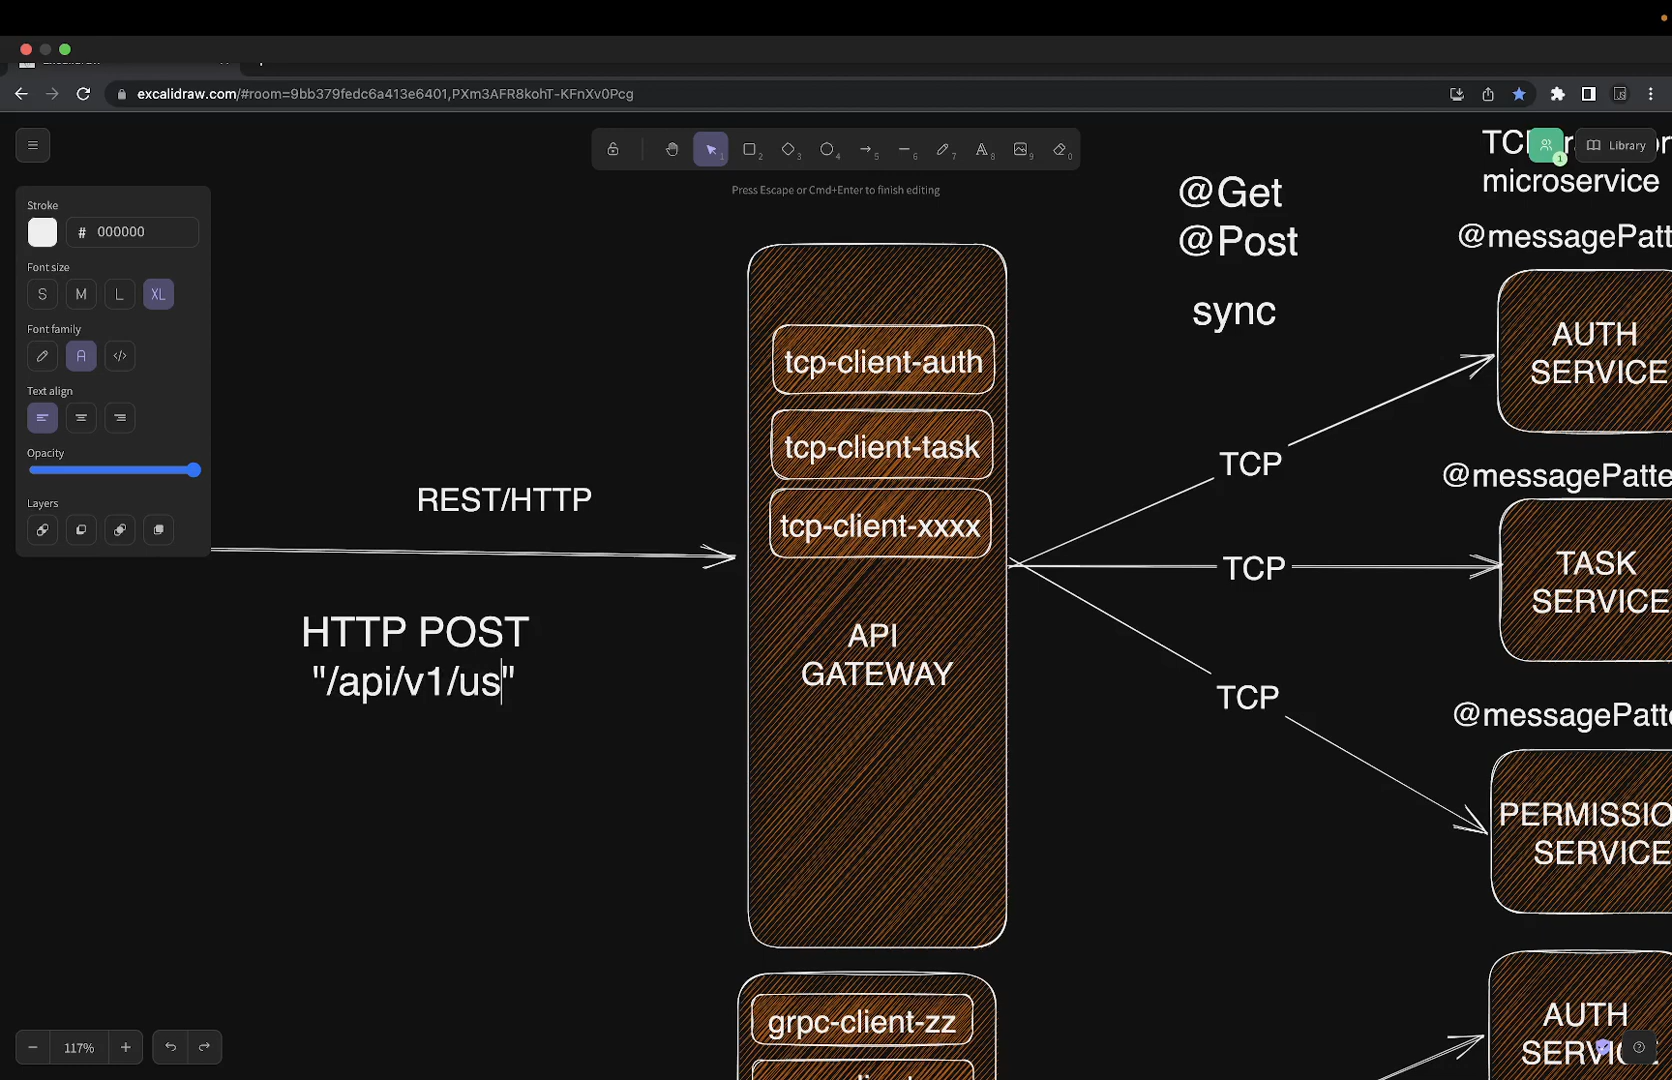 excalidraw.com/#room=9bb379fedc6a413e6401,PXm3AFR8kohT-KFnXv0Pcg
Library
Press Escape or Cmd+Enter to finish editing
Stroke
# 000000
Font size
S M L XL
Font family
Text align
Opacity
Layers
microservice
@Get
@Post
sync
@messagePatt
tcp-client-auth
tcp-client-task
tcp-client-xxxx
API
GATEWAY
REST/HTTP
HTTP POST
"/api/v1/us"
TCP
TCP
TCP
AUTH
SERVICE
@messagePatte
TASK
SERVICE
@messagePatte
PERMISSIO
SERVICE
grpc-client-zz
AUTH
SERVIC
117%